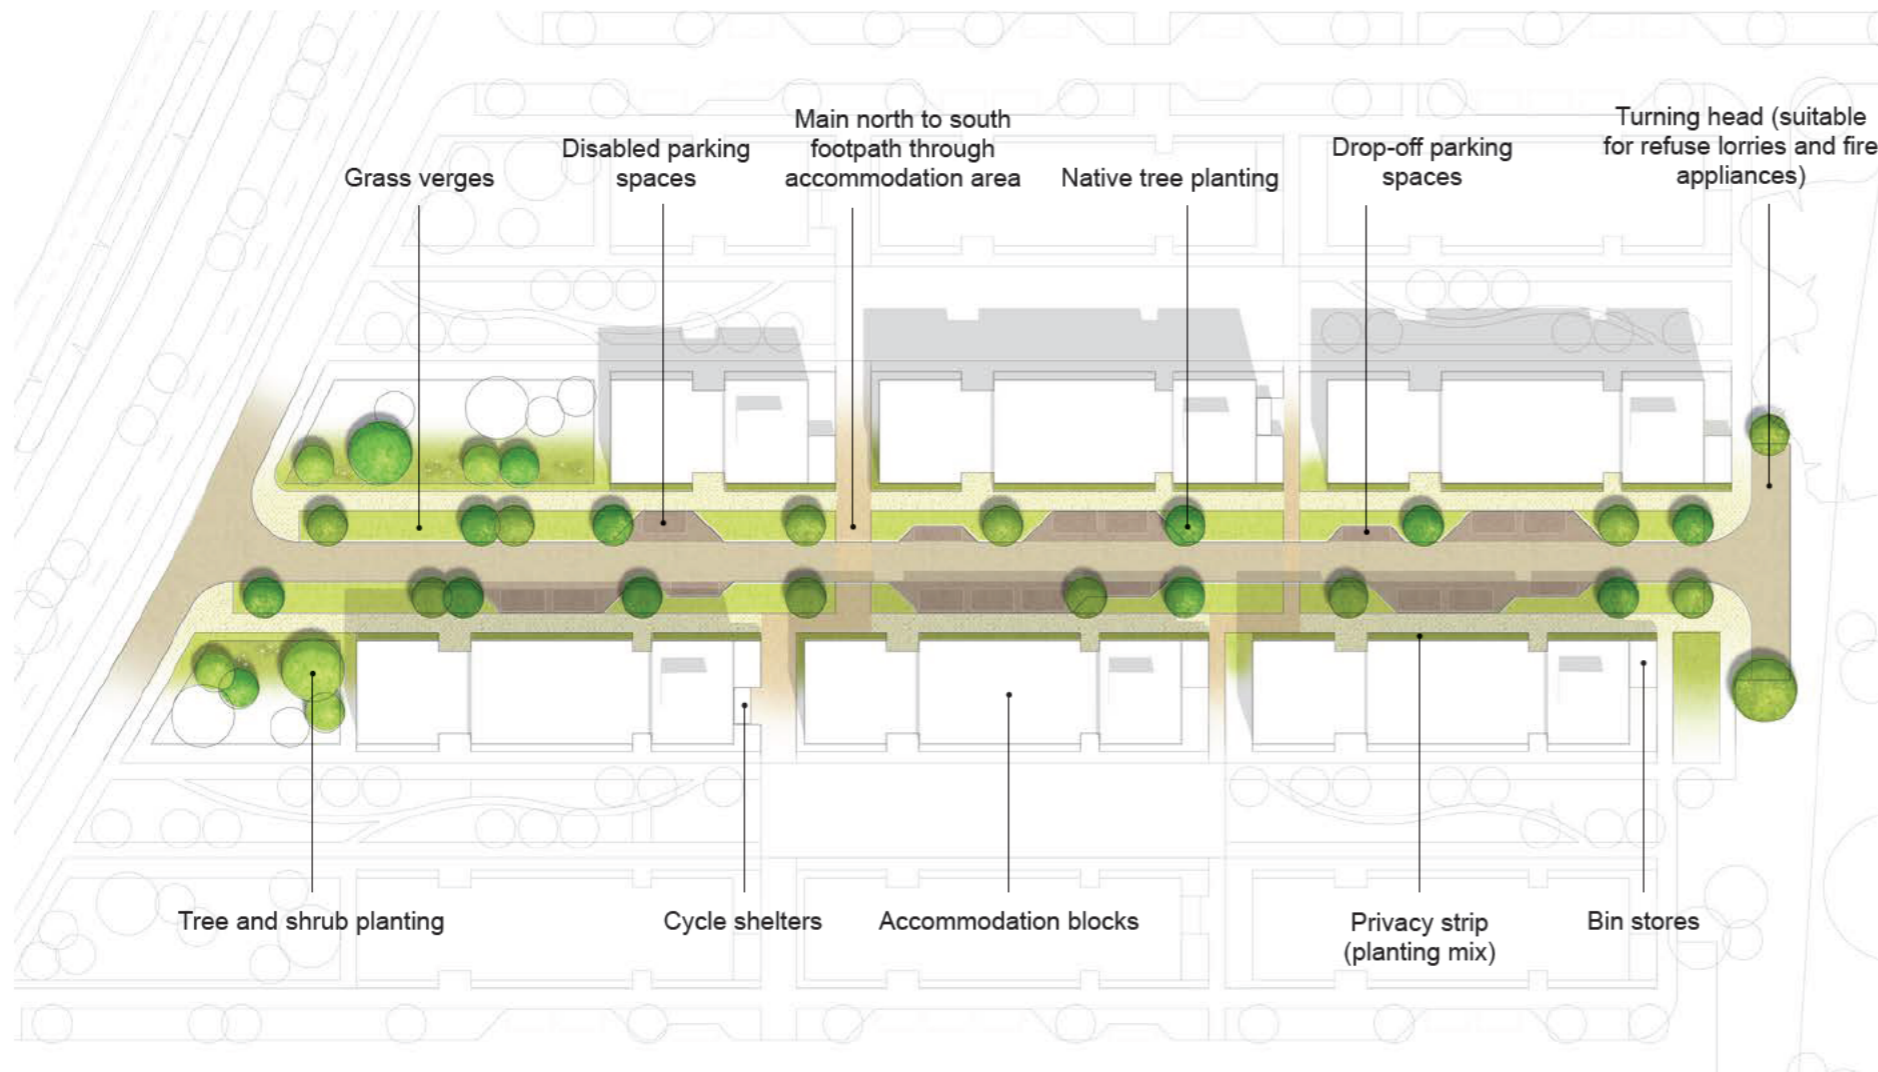 Grass verges
Disabled parking
spaces
Main north to south
footpath through
accommodation area
Native tree planting
Drop-off parking
spaces
Turning head (suitable
for refuse lorries and fire
appliances)
Tree and shrub planting
Cycle shelters
Accommodation blocks
Privacy strip
(planting mix)
Bin stores